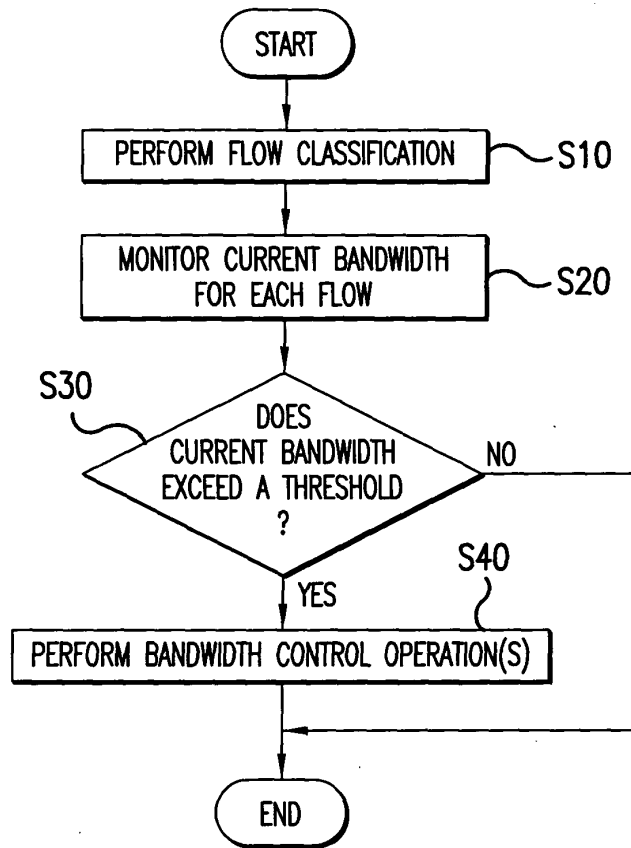 START
PERFORM FLOW CLASSIFICATION
S10
MONITOR CURRENT BANDWIDTH
FOR EACH FLOW
S20
S30
DOES
CURRENT BANDWIDTH
EXCEED A THRESHOLD
?
NO
YES
S40
PERFORM BANDWIDTH CONTROL OPERATION(S)
END